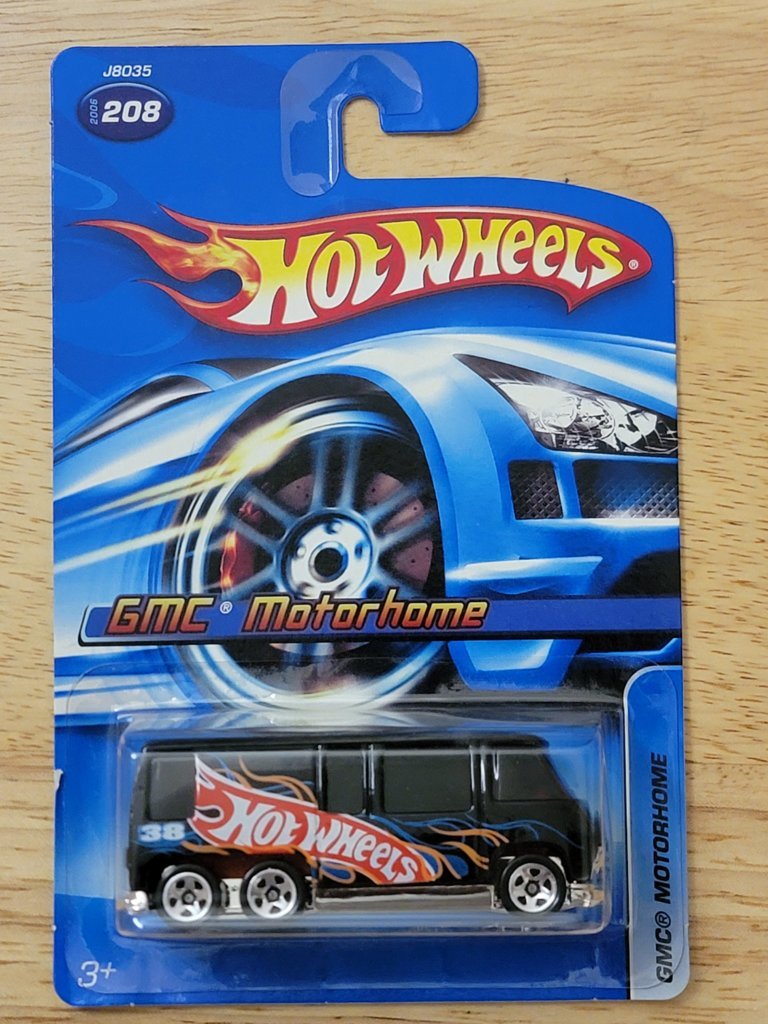 J8035
2006
208
HOT WHEELS®
GMC® Motorhome
38
HOT WHEELS
GMC® MOTORHOME
3+